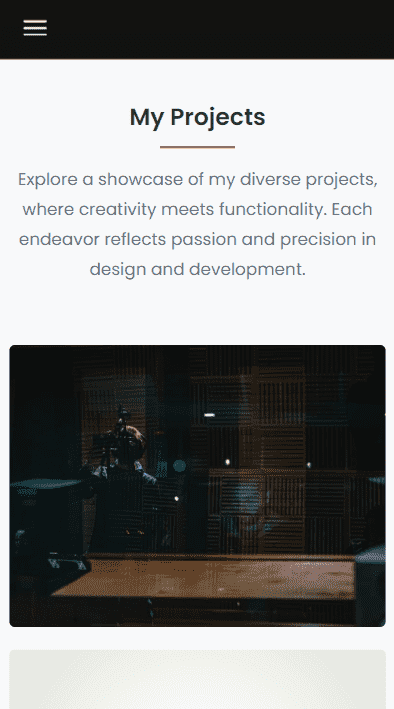 My Projects
Explore a showcase of my diverse projects,
where creativity meets functionality. Each
endeavor reflects passion and precision in
design and development.